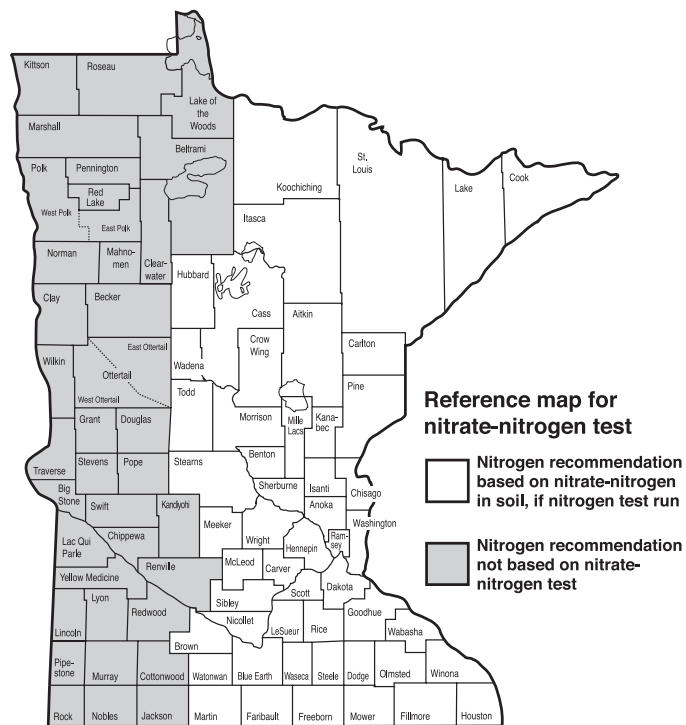 Kittson
Roseau
Lake of
the
Woods
Marshall
Beltrami
Polk
Pennington
Red
Lake
West Polk
East Polk
Koochiching
St.
Louis
Lake
Cook
Itasca
Norman
Mahno-
men
Clear-
water
Hubbard
Cass
Clay
Becker
Aitkin
Crow
Wing
Carlton
Wilkin
East Ottertail
Ottertail
West Ottertail
Wadena
Pine
Todd
Grant
Douglas
Morrison
Mille
Lacs
Kana-
bec
Reference map for
nitrate-nitrogen test
Nitrogen recommendation
based on nitrate-nitrogen
in soil, if nitrogen test run
Nitrogen recommendation
not based on nitrate-
nitrogen test
Benton
Traverse
Stevens
Pope
Stearns
Big
Stone
Swift
Kandiyohi
Sherburne
Isanti
Chisago
Anoka
Washington
Meeker
Wright
Hennepin
Ram-
sey
Lac Qui
Parle
Chippewa
McLeod
Carver
Renville
Yellow Medicine
Scott
Dakota
Lyon
Redwood
Sibley
Nicollet
LeSueur
Rice
Goodhue
Wabasha
Lincoln
Brown
Pipe-
stone
Murray
Cottonwood
Watonwan
Blue Earth
Waseca
Steele
Dodge
Olmsted
Winona
Rock
Nobles
Jackson
Martin
Faribault
Freeborn
Mower
Fillmore
Houston